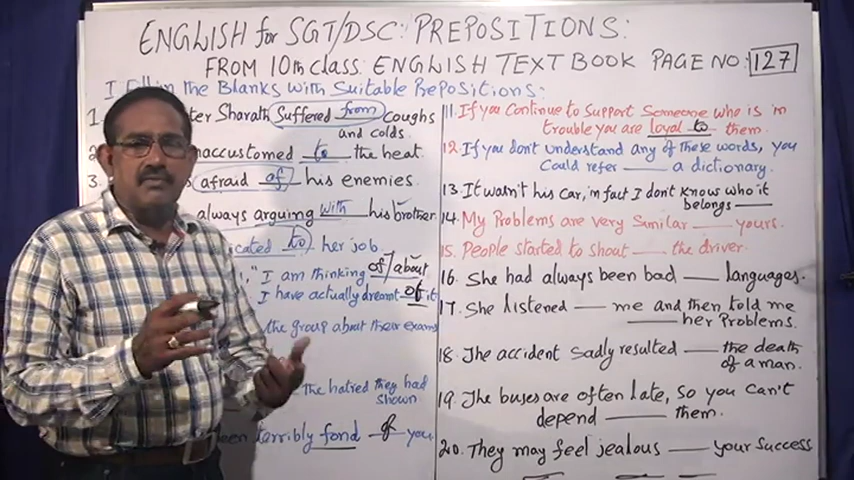 ENGLISH for SGT/DSC: PREPOSITIONS:
FROM 10th class ENGLISH TEXT BOOK PAGE NO: 127
I Fill in the Blanks with Suitable Prepositions:
1. ter Sharath Suffered from coughs
and colds.
2. naccustomed to the heat.
3. afraid of his enemies.
always arguing with his brother.
icated to her job.
" I am thinking of/about
I have actually dreamt of it
the group about their exams
the hatred they had
shown
een terribly fond of you.
11. If you Continue to Support Someone who is in
trouble you are loyal to them.
12. If you don't understand any of these words, you
Could refer ___ a dictionary.
13. It wasn't his car, in fact I don't know who it
belongs ___
14. My Problems are very Similar ___ yours.
15. People started to shout ___ the driver.
16. She had always been bad ___ languages.
17. She listened ___ me and then told me
___ her Problems.
18. The accident sadly resulted ___ the death
of a man.
19. The buses are often late, so you can't
depend ___ them.
20. They may feel jealous ___ your success